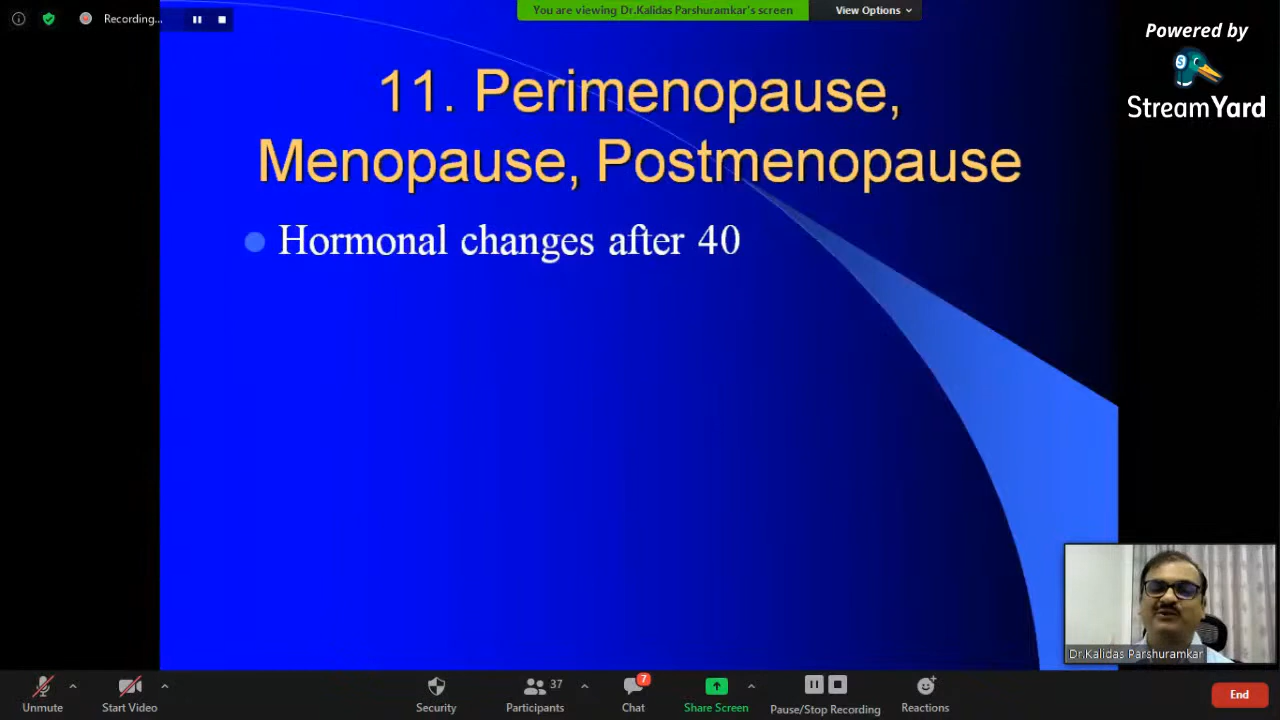 Recording...
You are viewing Dr.Kalidas Parshuramkar's screen
View Options
Powered by
StreamYard
11. Perimenopause,
Menopause, Postmenopause
Hormonal changes after 40
Dr.Kalidas Parshuramkar
Unmute
Start Video
Security
37
Participants
7
Chat
Share Screen
Pause/Stop Recording
Reactions
End